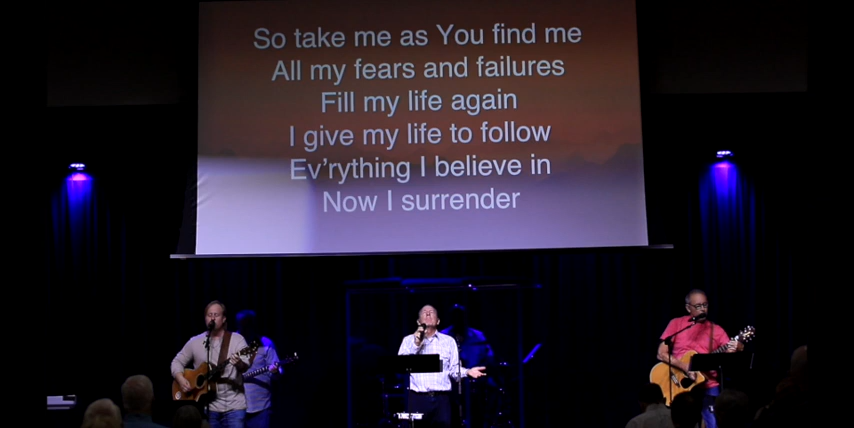 So take me as You find me
All my fears and failures
Fill my life again
I give my life to follow
Ev'rything I believe in
Now I surrender